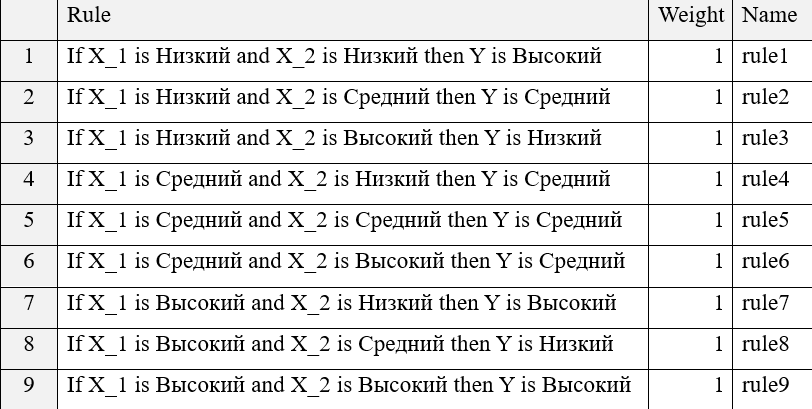 Rule Weight Name
1 If X_1 is Низкий and X_2 is Низкий then Y is Высокий 1 rule1
2 If X_1 is Низкий and X_2 is Средний then Y is Средний 1 rule2
3 If X_1 is Низкий and X_2 is Высокий then Y is Низкий 1 rule3
4 If X_1 is Средний and X_2 is Низкий then Y is Средний 1 rule4
5 If X_1 is Средний and X_2 is Средний then Y is Средний 1 rule5
6 If X_1 is Средний and X_2 is Высокий then Y is Средний 1 rule6
7 If X_1 is Высокий and X_2 is Низкий then Y is Высокий 1 rule7
8 If X_1 is Высокий and X_2 is Средний then Y is Низкий 1 rule8
9 If X_1 is Высокий and X_2 is Высокий then Y is Высокий 1 rule9